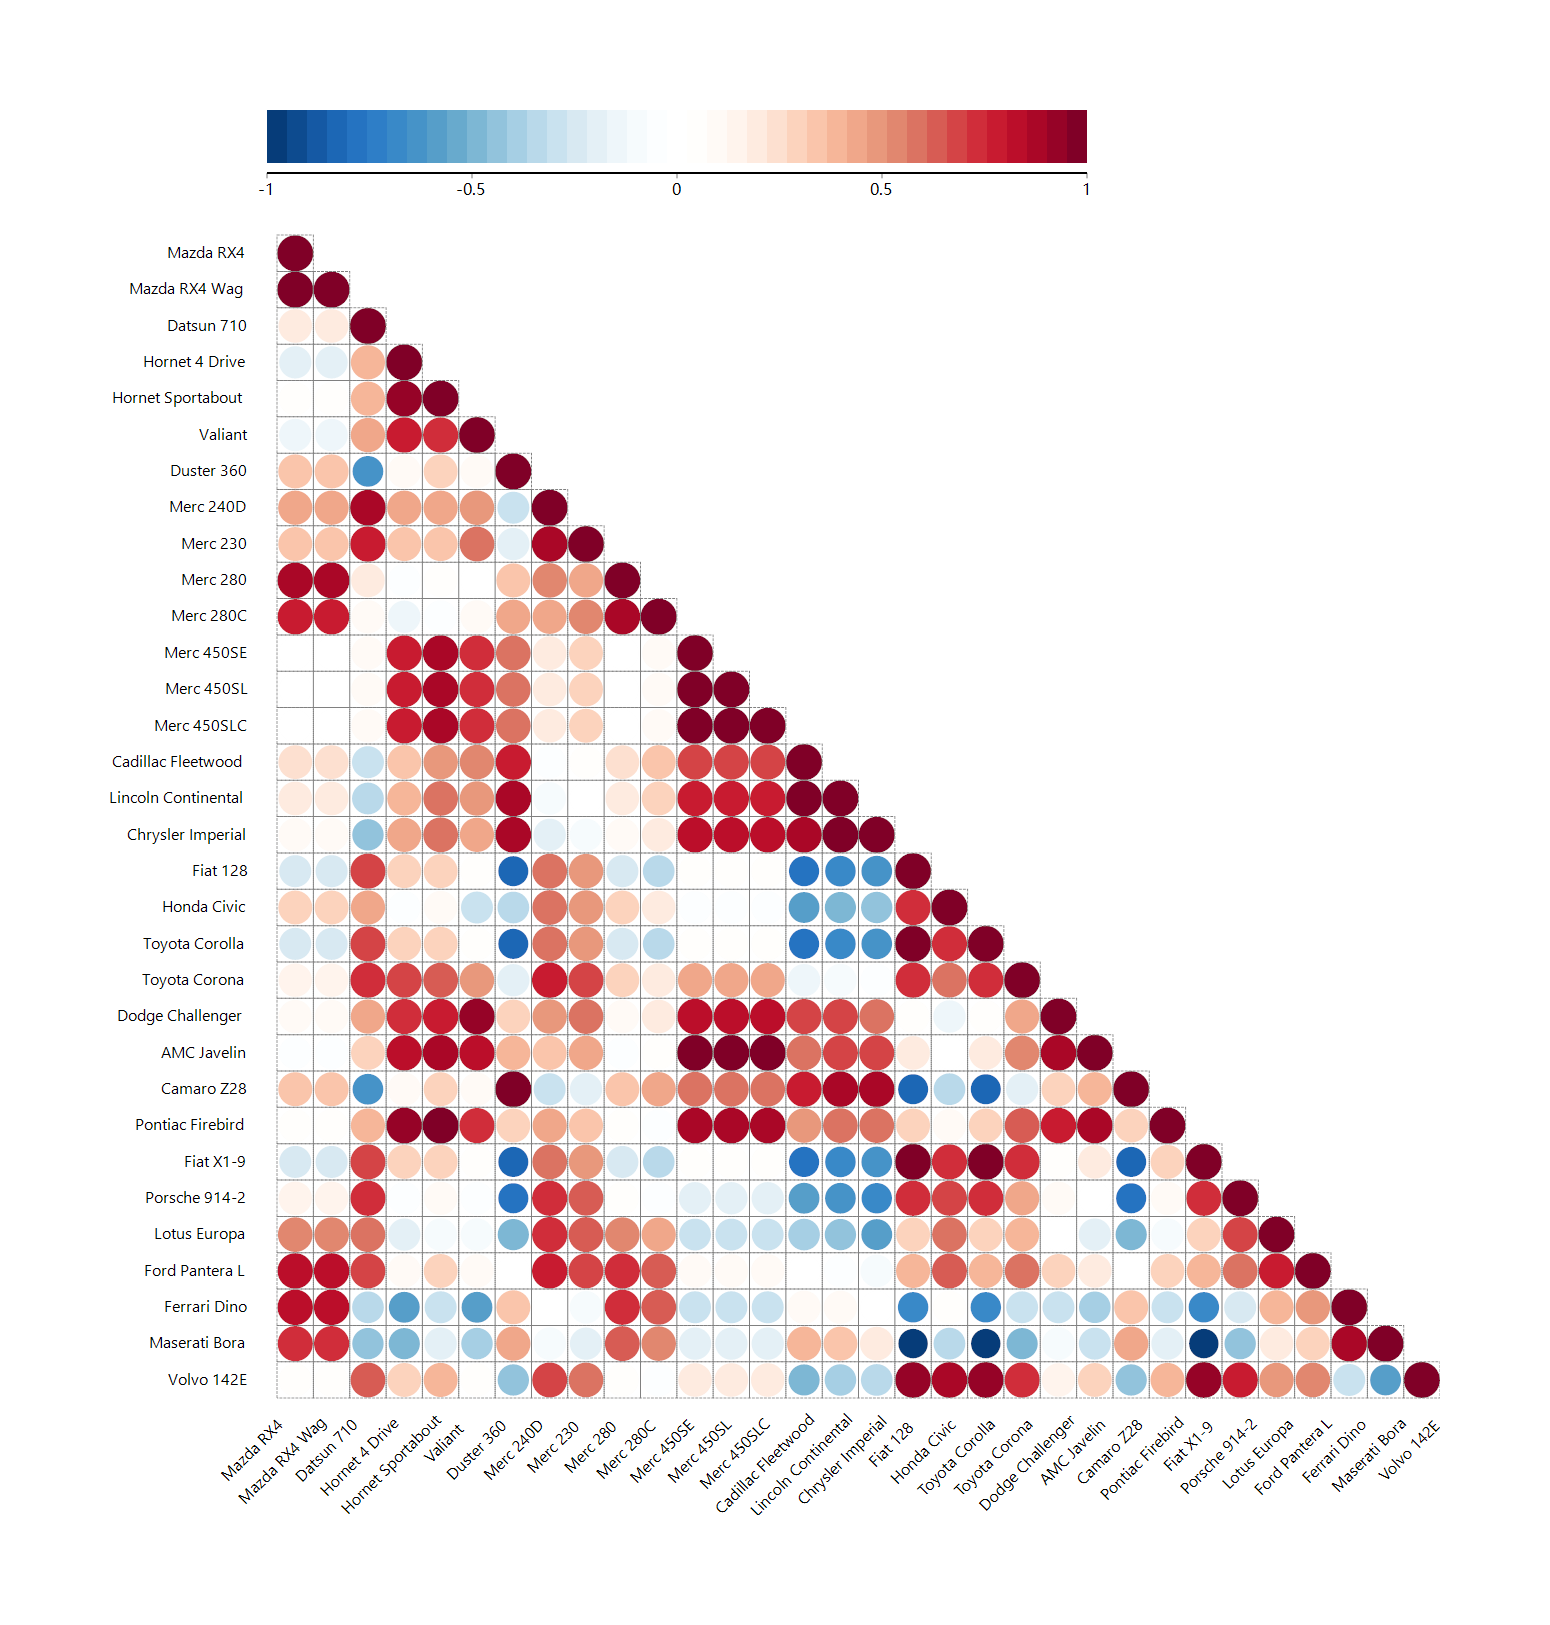 -1 -0.5 0 0.5 1
Mazda RX4
Mazda RX4 Wag
Datsun 710
Hornet 4 Drive
Hornet Sportabout
Valiant
Duster 360
Merc 240D
Merc 230
Merc 280
Merc 280C
Merc 450SE
Merc 450SL
Merc 450SLC
Cadillac Fleetwood
Lincoln Continental
Chrysler Imperial
Fiat 128
Honda Civic
Toyota Corolla
Toyota Corona
Dodge Challenger
AMC Javelin
Camaro Z28
Pontiac Firebird
Fiat X1-9
Porsche 914-2
Lotus Europa
Ford Pantera L
Ferrari Dino
Maserati Bora
Volvo 142E
Mazda RX4
Mazda RX4 Wag
Datsun 710
Hornet 4 Drive
Hornet Sportabout
Valiant
Duster 360
Merc 240D
Merc 230
Merc 280
Merc 280C
Merc 450SE
Merc 450SL
Merc 450SLC
Cadillac Fleetwood
Lincoln Continental
Chrysler Imperial
Fiat 128
Honda Civic
Toyota Corolla
Toyota Corona
Dodge Challenger
AMC Javelin
Camaro Z28
Pontiac Firebird
Fiat X1-9
Porsche 914-2
Lotus Europa
Ford Pantera L
Ferrari Dino
Maserati Bora
Volvo 142E